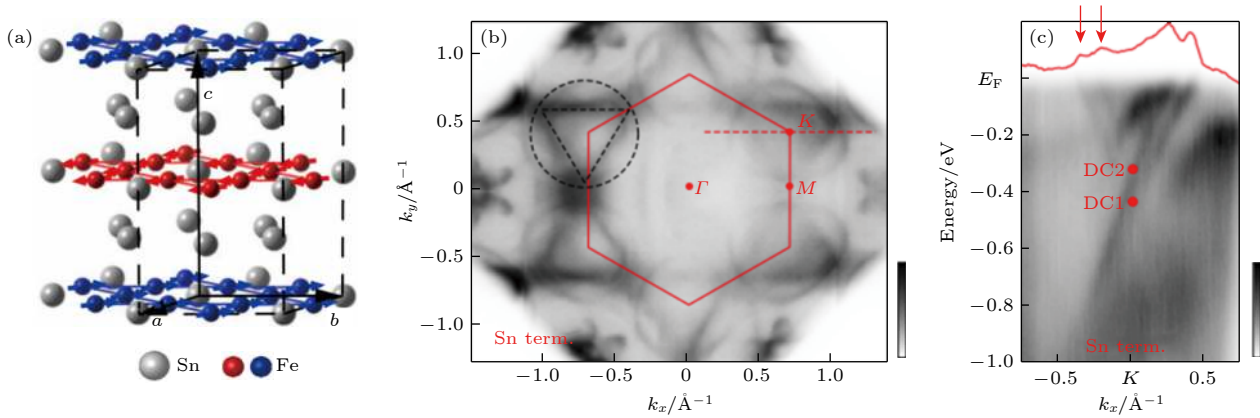 (a)
c
a
b
Sn
Fe
(b)
1.0
0.5
0
−0.5
−1.0
k_y/Å⁻¹
K
Γ
M
Sn term.
−1.0
−0.5
0
0.5
1.0
k_x/Å⁻¹
(c)
E_F
−0.2
−0.4
−0.6
−0.8
−1.0
Energy/eV
DC2
DC1
Sn term.
−0.5
K
0.5
k_x/Å⁻¹